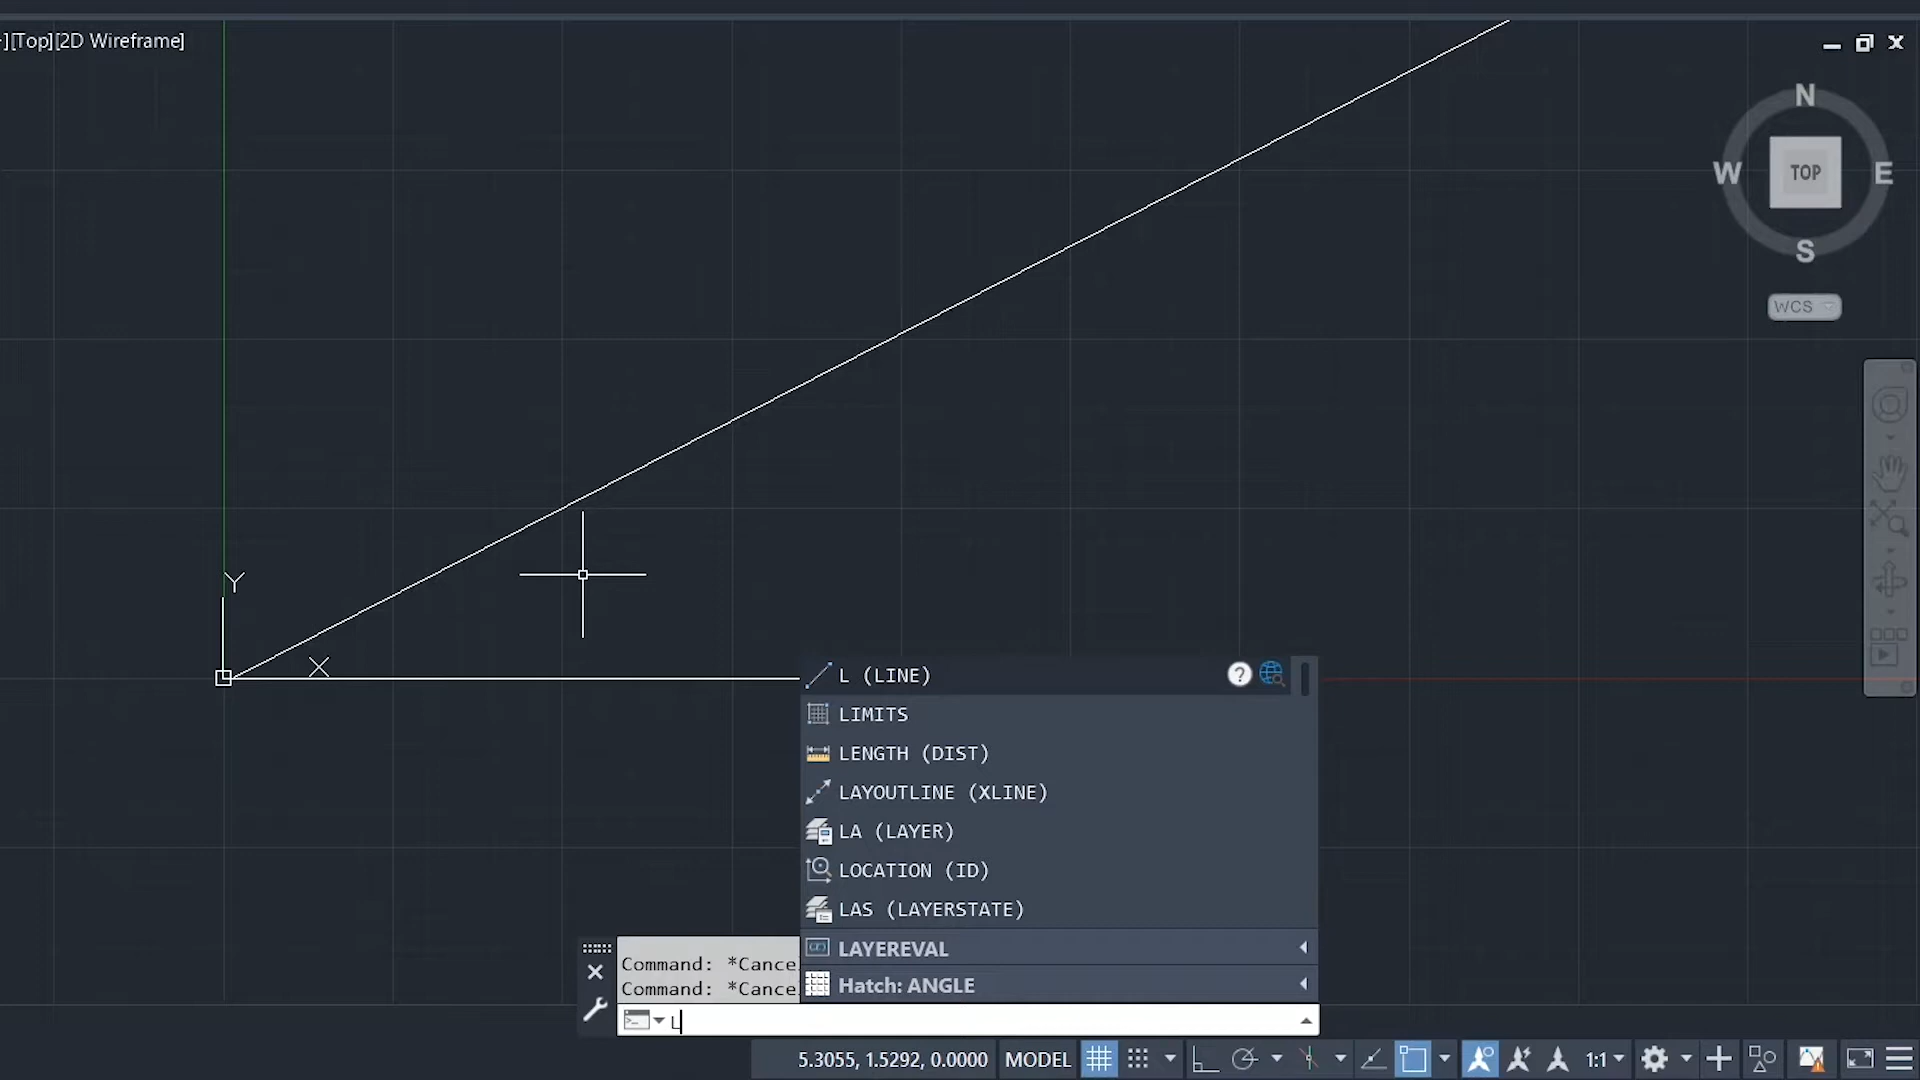 -][Top][2D Wireframe]
N
W
TOP
E
S
WCS
Y
X
L (LINE)
?
LIMITS
LENGTH (DIST)
LAYOUTLINE (XLINE)
LA (LAYER)
LOCATION (ID)
LAS (LAYERSTATE)
LAYEREVAL
Hatch: ANGLE
Command: *Cance
Command: *Cance
L
5.3055, 1.5292, 0.0000
MODEL
1:1